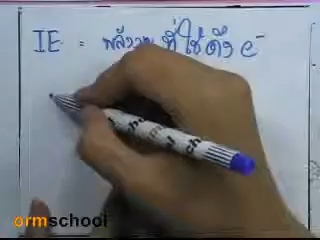 IE = พลังงาน ที่ใช้ดึง e⁻
ormschool